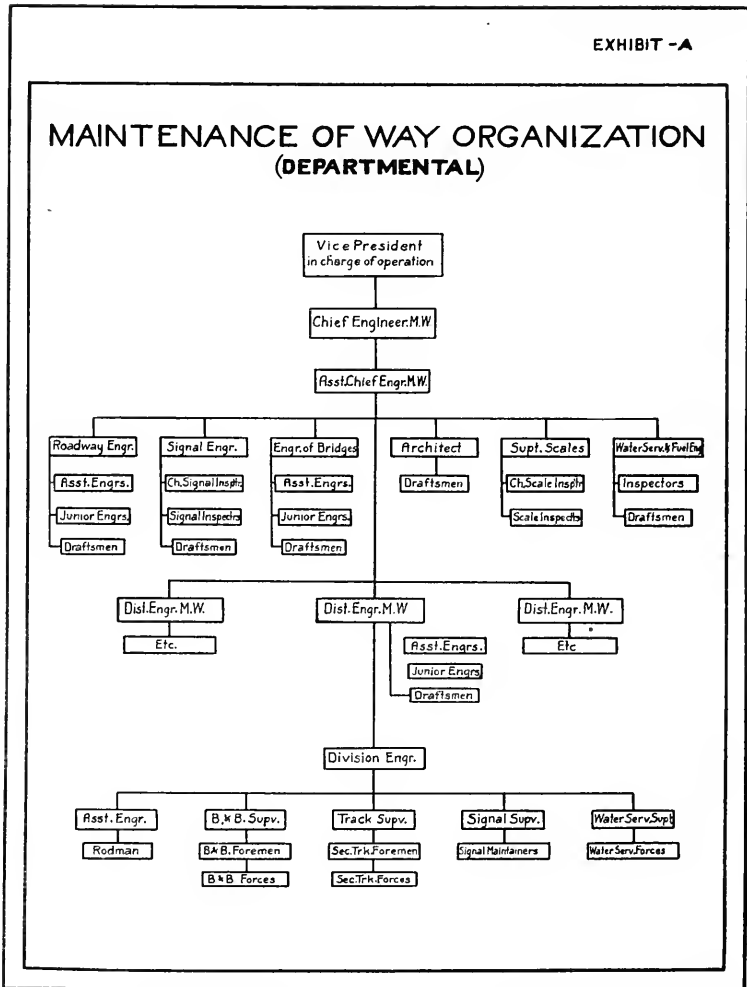 EXHIBIT -A
MAINTENANCE OF WAY ORGANIZATION
(DEPARTMENTAL)
Vice President
in charge of operation
Chief Engineer.M.W.
Asst.Chief Engr.M.W.
Roadway Engr.
Signal Engr.
Engr.of Bridges
Architect
Supt.Scales
Water Serv.& Fuel Eng
Asst.Engrs.
Ch.Signal Insptr.
Asst.Engrs.
Draftsmen
Ch.Scale Insptr.
Inspectors
Junior Engrs.
Signal Inspectrs
Junior Engrs.
Scale Inspectrs
Draftsmen
Draftsmen
Draftsmen
Draftsmen
Dist.Engr.M.W.
Dist.Engr.M.W
Dist.Engr.M.W.
Etc.
Asst.Engrs.
Etc
Junior Engrs
Draftsmen
Division Engr.
Asst.Engr.
B.& B.Supv.
Track Supv.
Signal Supv.
Water Serv.Supt
Rodman
B.& B.Foremen
Sec.Trk.Foremen
Signal Maintainers
Water Serv.Forces
B & B Forces
Sec.Trk.Forces